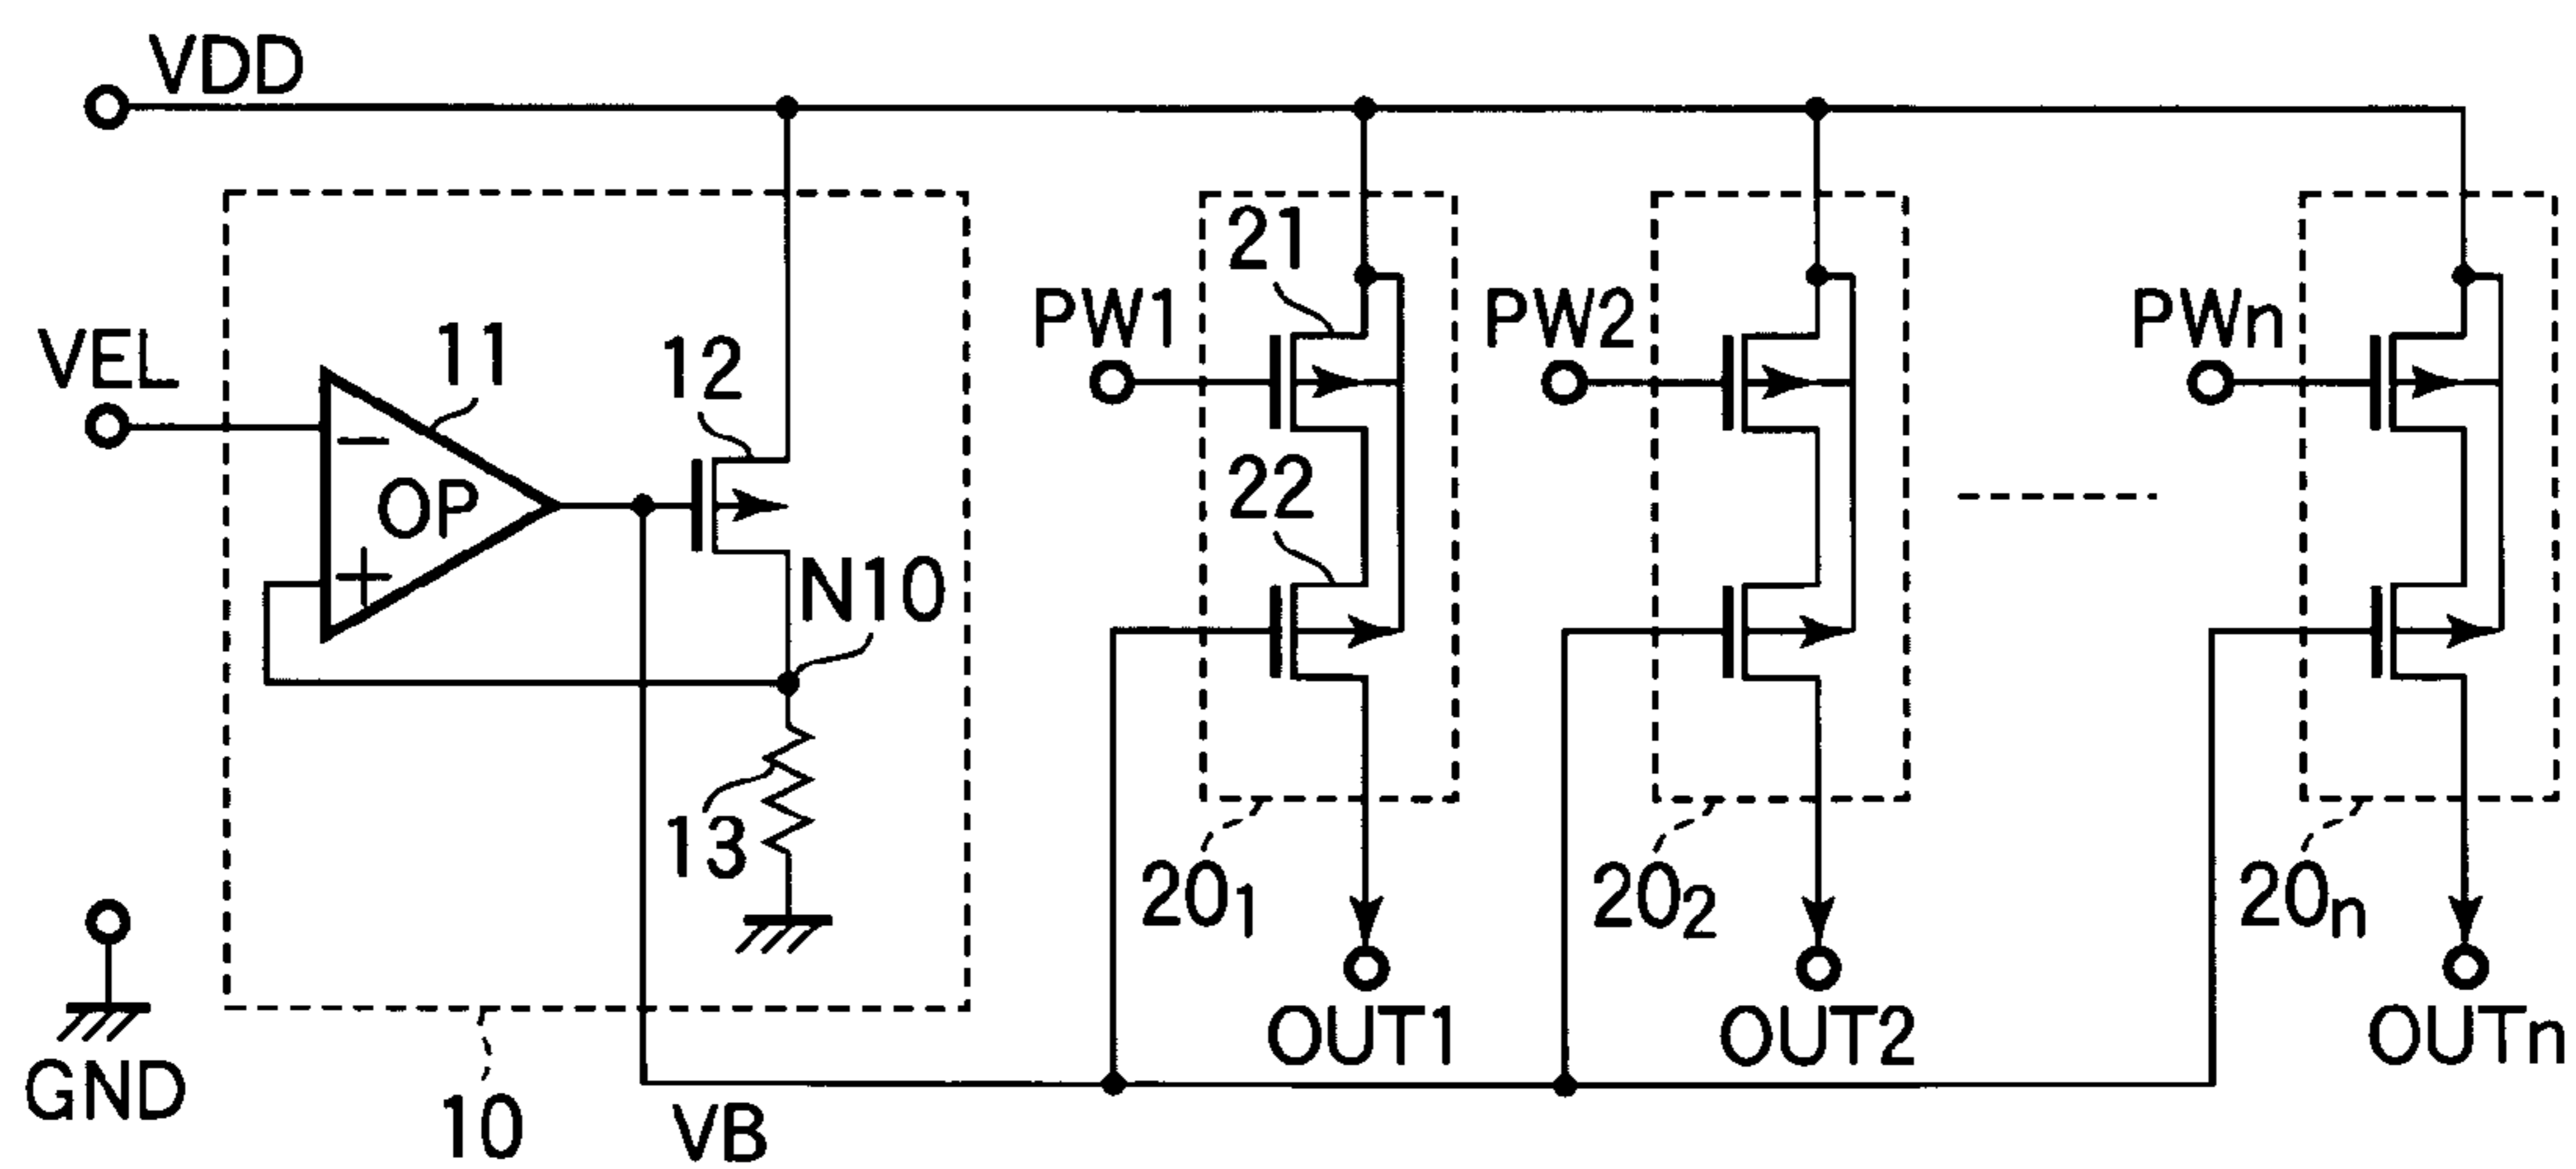 VDD
VEL
11
12
OP
−
+
N10
13
GND
10
VB
PW1
21
22
20₁
OUT1
PW2
20₂
OUT2
PWn
20ₙ
OUTn